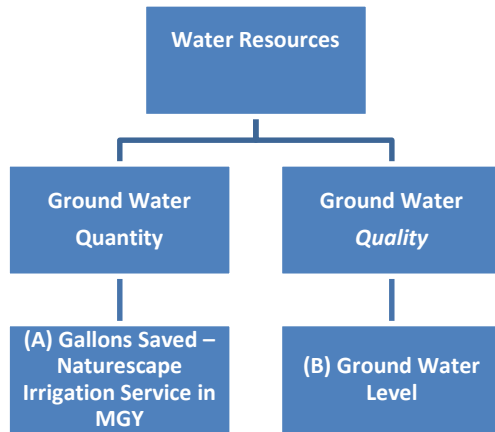 Water Resources
Ground Water
Quantity
Ground Water
Quality
(A) Gallons Saved –
Naturescape
Irrigation Service in
MGY
(B) Ground Water
Level